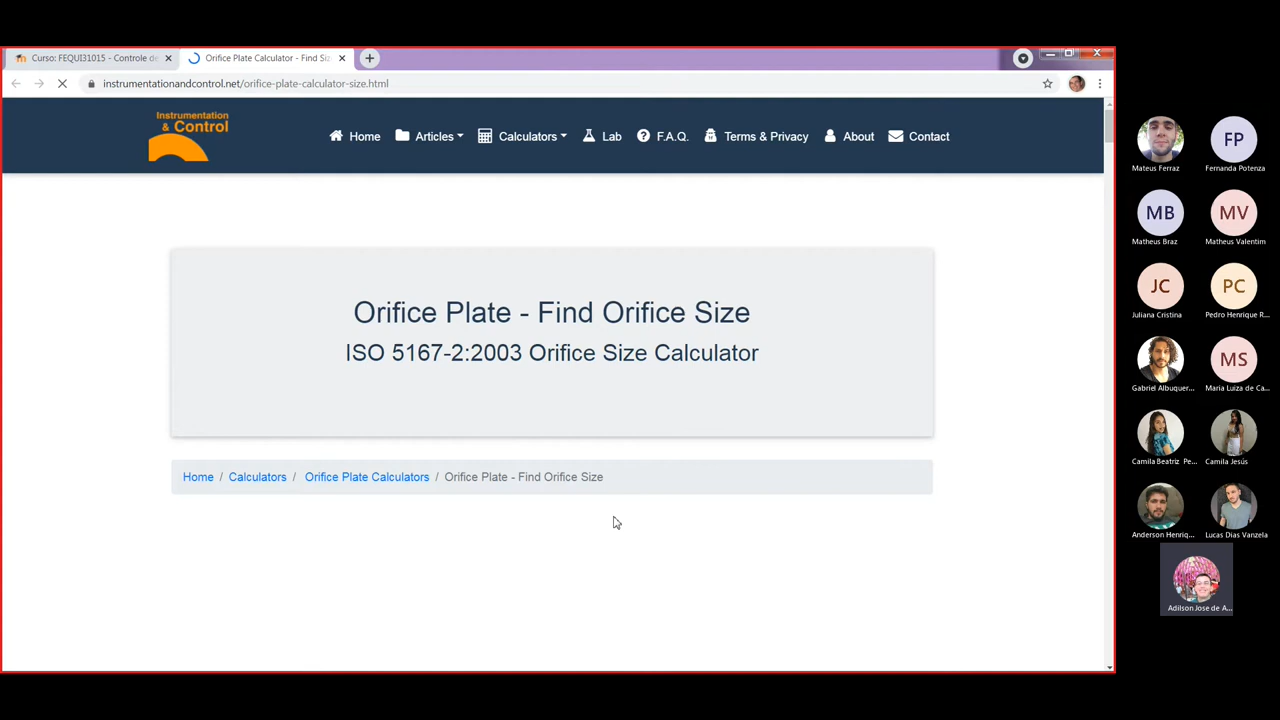 Curso: FEQUI31015 - Controle de
Orifice Plate Calculator - Find Siz
instrumentationandcontrol.net/orifice-plate-calculator-size.html
Instrumentation
& Control
Home
Articles
Calculators
Lab
F.A.Q.
Terms & Privacy
About
Contact
Orifice Plate - Find Orifice Size
ISO 5167-2:2003 Orifice Size Calculator
Home / Calculators / Orifice Plate Calculators / Orifice Plate - Find Orifice Size
FP
Mateus Ferraz
Fernanda Potenza
MB
MV
Matheus Braz
Matheus Valentim
JC
PC
Juliana Cristina
Pedro Henrique R...
MS
Gabriel Albuquer...
Maria Luiza de Ca...
Camila Beatriz Pe...
Camila Jesús
Anderson Henriq...
Lucas Dias Vanzela
Adilson Jose de A...